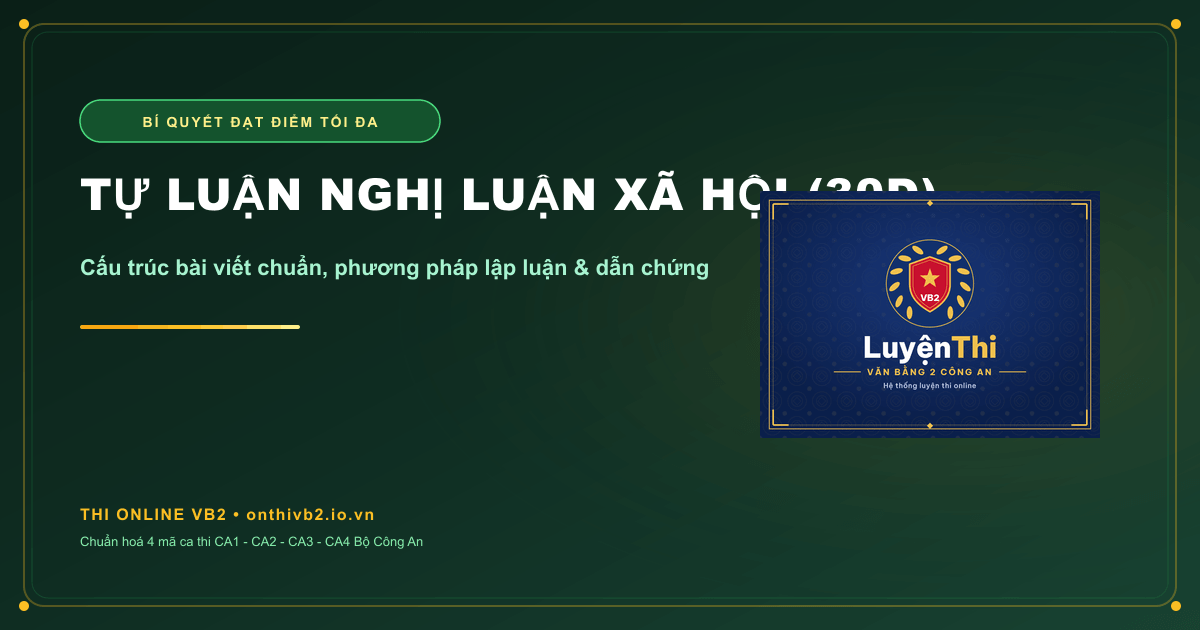 BÍ QUYẾT ĐẠT ĐIỂM TỐI ĐA
TỰ LUẬN NGHỊ LUẬN XÃ HỘI (30Đ)
Cấu trúc bài viết chuẩn, phương pháp lập luận & dẫn chứng
VB2
LuyệnThi
VĂN BẰNG 2 CÔNG AN
Hệ thống luyện thi online
THI ONLINE VB2 • onthivb2.io.vn
Chuẩn hoá 4 mã ca thi CA1 - CA2 - CA3 - CA4 Bộ Công An